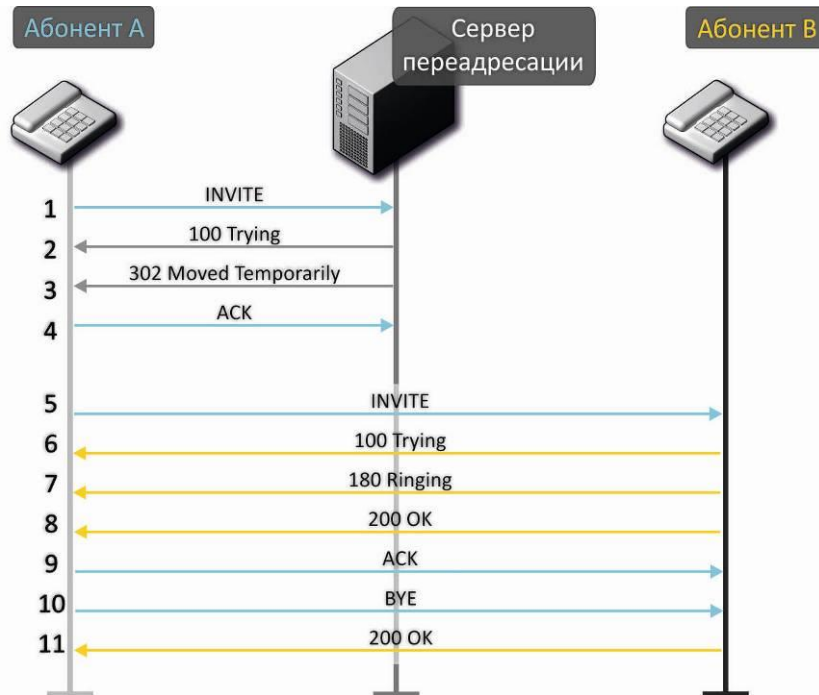 Абонент А
Сервер
переадресации
Абонент В
1 INVITE
2 100 Trying
3 302 Moved Temporarily
4 ACK
5 INVITE
6 100 Trying
7 180 Ringing
8 200 OK
9 ACK
10 BYE
11 200 OK